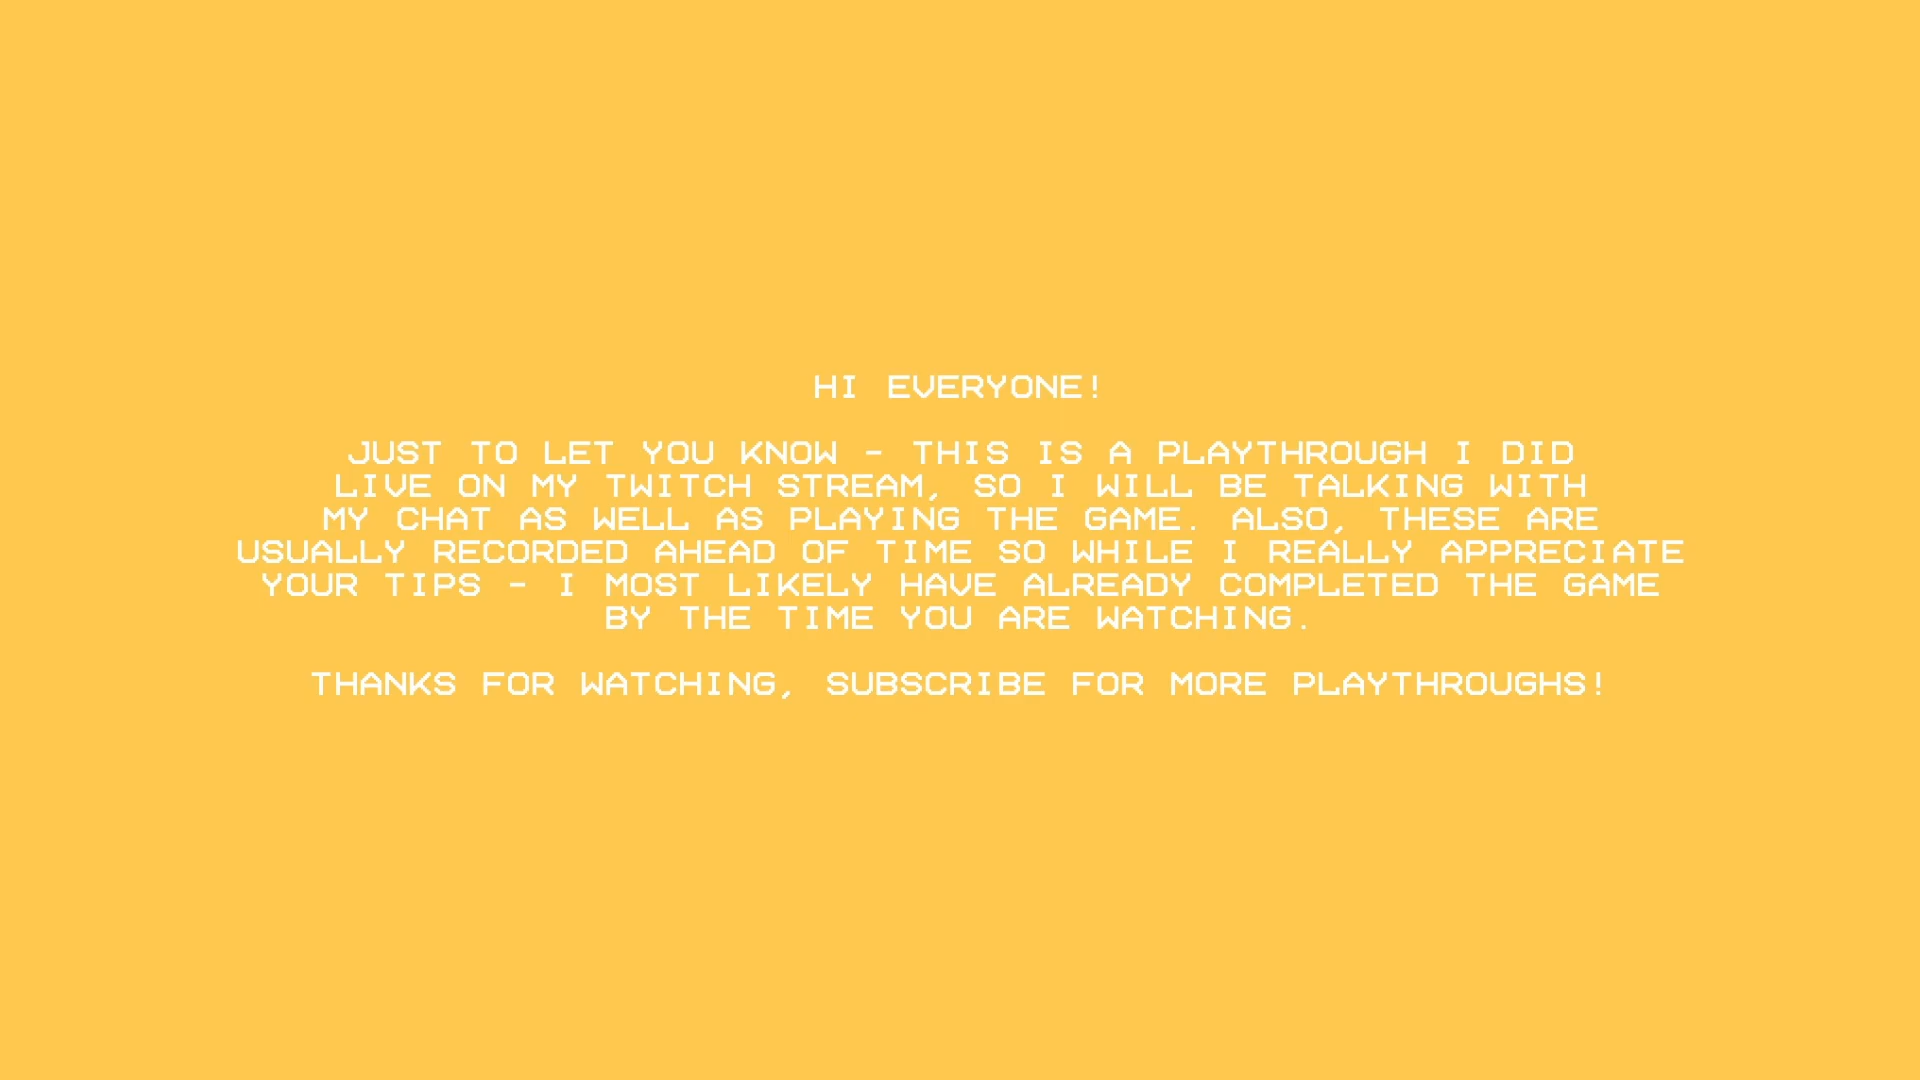 HI EVERYONE!
JUST TO LET YOU KNOW - THIS IS A PLAYTHROUGH I DID
LIVE ON MY TWITCH STREAM, SO I WILL BE TALKING WITH
MY CHAT AS WELL AS PLAYING THE GAME. ALSO, THESE ARE
USUALLY RECORDED AHEAD OF TIME SO WHILE I REALLY APPRECIATE
YOUR TIPS - I MOST LIKELY HAVE ALREADY COMPLETED THE GAME
BY THE TIME YOU ARE WATCHING.
THANKS FOR WATCHING, SUBSCRIBE FOR MORE PLAYTHROUGHS!